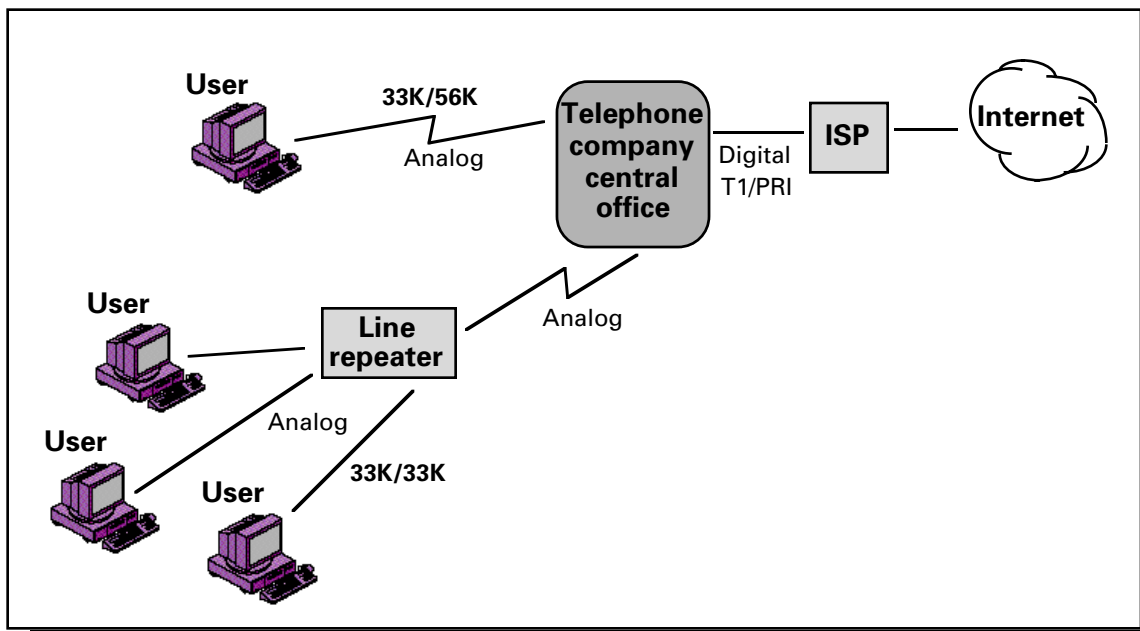 User
33K/56K
Analog
Telephone
company
central
office
Digital
T1/PRI
ISP
Internet
User
Line
repeater
Analog
Analog
User
33K/33K
User